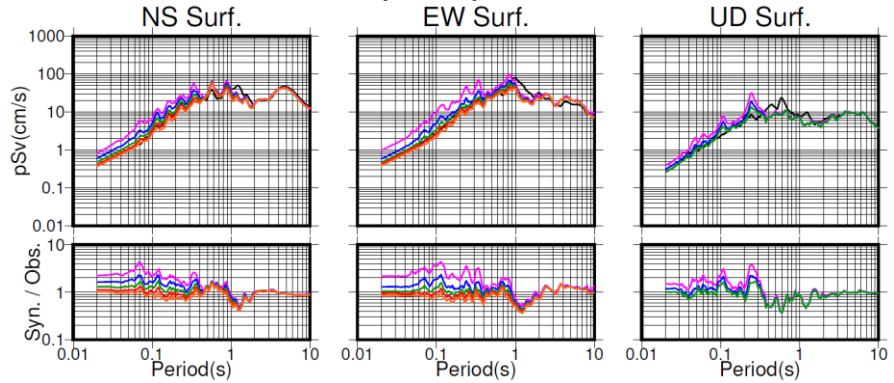 NS Surf. EW Surf. UD Surf.
1000
100
10
1
0.1
0.01
pSv(cm/s)
10
1
0.1
Syn. / Obs.
0.01 0.1 1 10 0.01 0.1 1 10 0.01 0.1 1 10
Period(s) Period(s) Period(s)